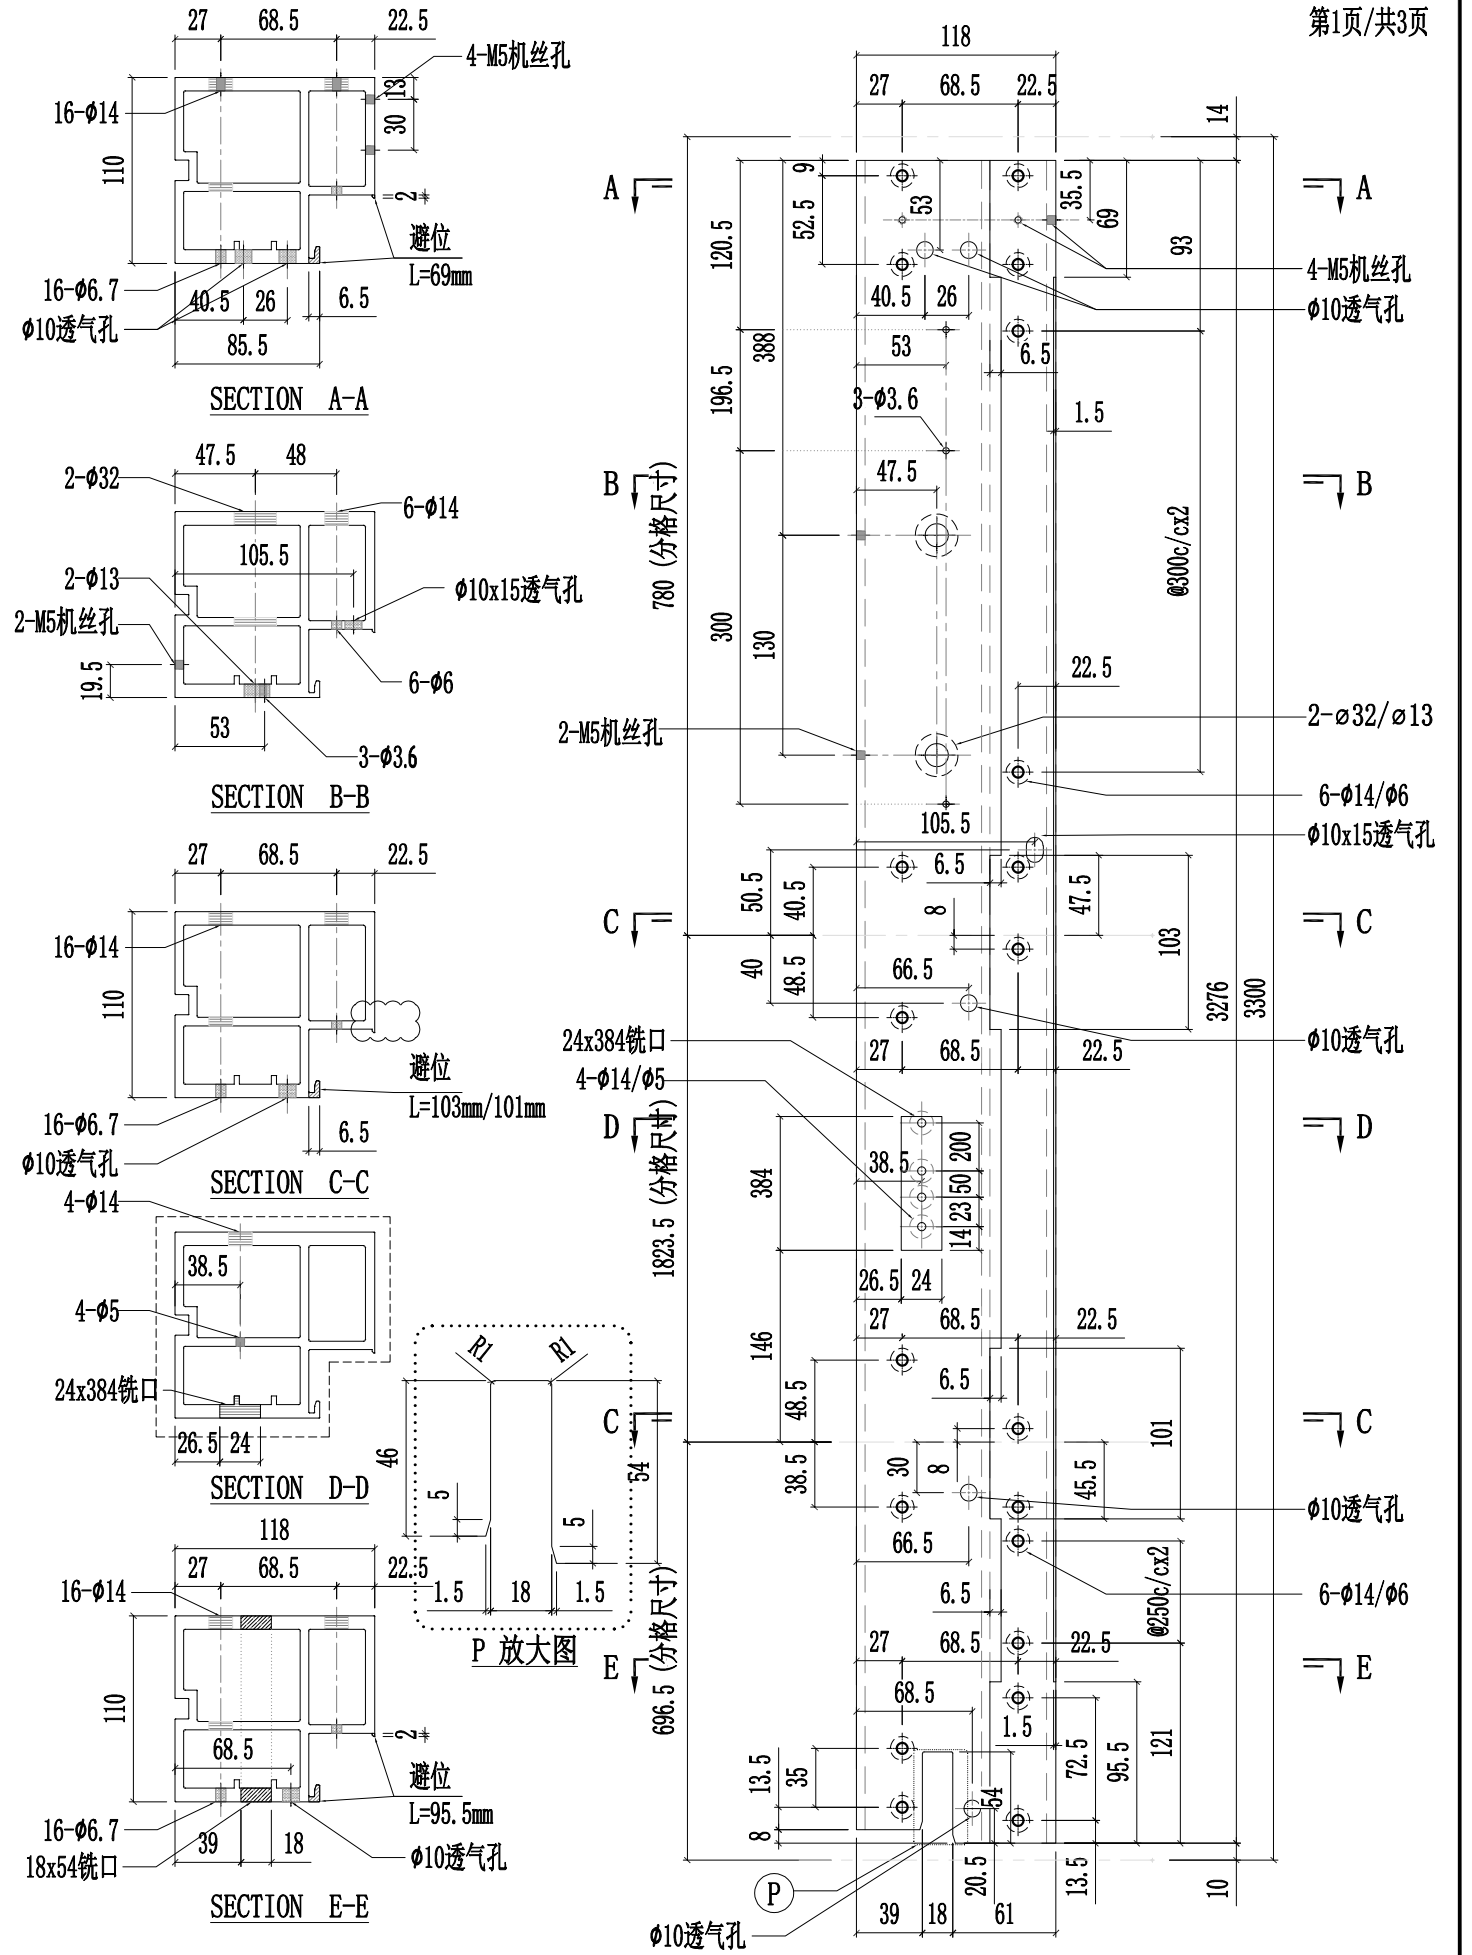 第1页/共3页
27 68.5 22.5
4-M5机丝孔
13
30
16-ϕ14
110
2
避位
L=69mm
16-ϕ6.7
40.5 26 6.5
ϕ10透气孔
85.5
SECTION A-A
47.5 48
2-ϕ32
6-ϕ14
105.5
2-ϕ13
ϕ10x15透气孔
2-M5机丝孔
19.5
6-ϕ6
53
3-ϕ3.6
SECTION B-B
27 68.5 22.5
16-ϕ14
110
避位
L=103mm/101mm
16-ϕ6.7
6.5
ϕ10透气孔
SECTION C-C
4-ϕ14
38.5
4-ϕ5
24x384铣口
26.5 24
SECTION D-D
118
27 68.5 22.5
16-ϕ14
110
2
68.5
避位
L=95.5mm
16-ϕ6.7
39 18
18x54铣口
ϕ10透气孔
SECTION E-E
R1 R1
46
54
5
5
1.5 18 1.5
P 放大图
118
27 68.5 22.5
14
A A
9
53
35.5
69
93
52.5
120.5
4-M5机丝孔
40.5 26
ϕ10透气孔
388
53
6.5
196.5
3-ϕ3.6
1.5
B B
47.5
780 (分格尺寸)
@300c/cx2
300
130
22.5
2-M5机丝孔
2-⌀32/⌀13
6-ϕ14/ϕ6
105.5
ϕ10x15透气孔
6.5
50.5
40.5
8
47.5
103
C C
40
48.5
66.5
3276
3300
24x384铣口
ϕ10透气孔
27 68.5 22.5
4-ϕ14/ϕ5
D D
1823.5 (分格尺寸)
384
38.5
200
50
23
14
26.5 24
27 68.5 22.5
146
6.5
48.5
101
C C
38.5
30
8
45.5
ϕ10透气孔
66.5
@250c/cx2
6.5
6-ϕ14/ϕ6
27 68.5 22.5
E E
696.5 (分格尺寸)
68.5
1.5
72.5
95.5
121
13.5
35
54
8
P
20.5
13.5
10
39 18 61
ϕ10透气孔